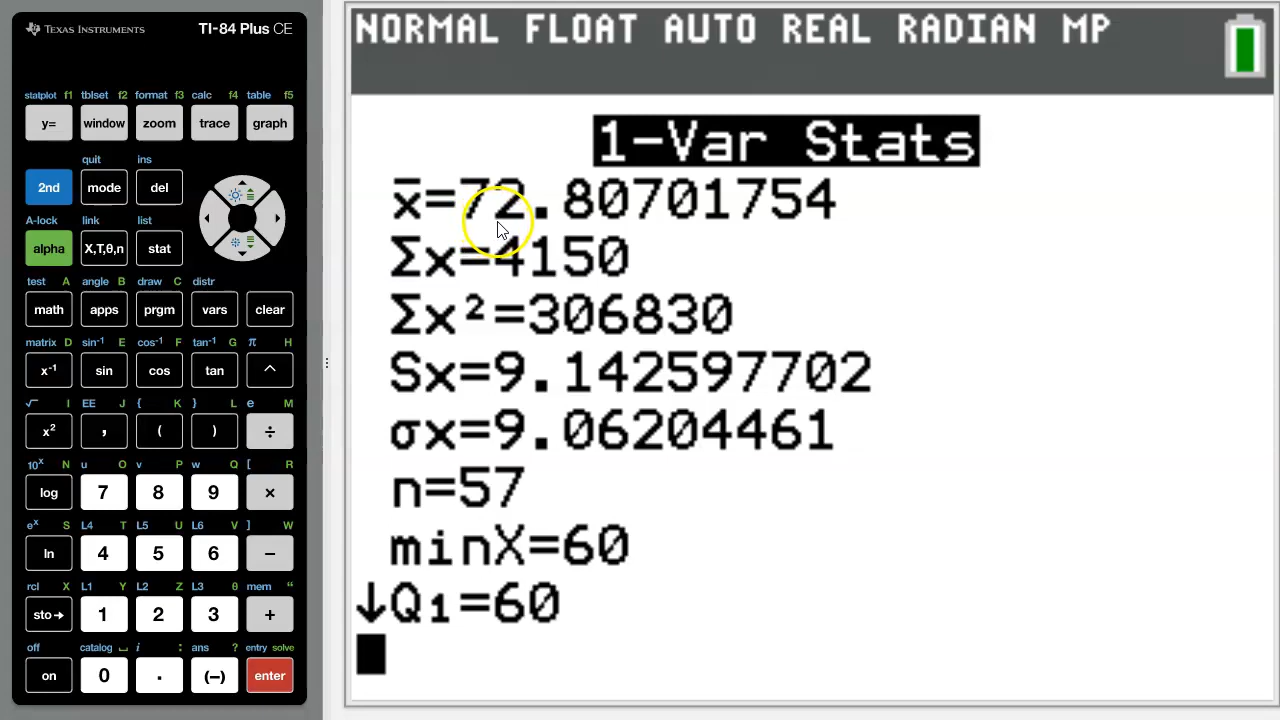 TEXAS INSTRUMENTS TI-84 Plus CE
statplot f1 tblset f2 format f3 calc f4 table f5
y= window zoom trace graph
quit ins
2nd mode del
A-lock link list
alpha X,T,θ,n stat
test A angle B draw C distr
math apps prgm vars clear
matrix D sin⁻¹ E cos⁻¹ F tan⁻¹ G π H
x⁻¹ sin cos tan ^
√ I EE J { K } L e M
x² , ( ) ÷
10ˣ N u O v P w Q [ R
log 7 8 9 ×
eˣ S L4 T L5 U L6 V ] W
ln 4 5 6 −
rcl X L1 Y L2 Z L3 θ mem “
sto→ 1 2 3 +
off catalog ⎵ i : ans ? entry solve
on 0 . (−) enter
NORMAL FLOAT AUTO REAL RADIAN MP
1-Var Stats
x̄=72.80701754
Σx=4150
Σx²=306830
Sx=9.142597702
σx=9.06204461
n=57
minX=60
↓Q₁=60